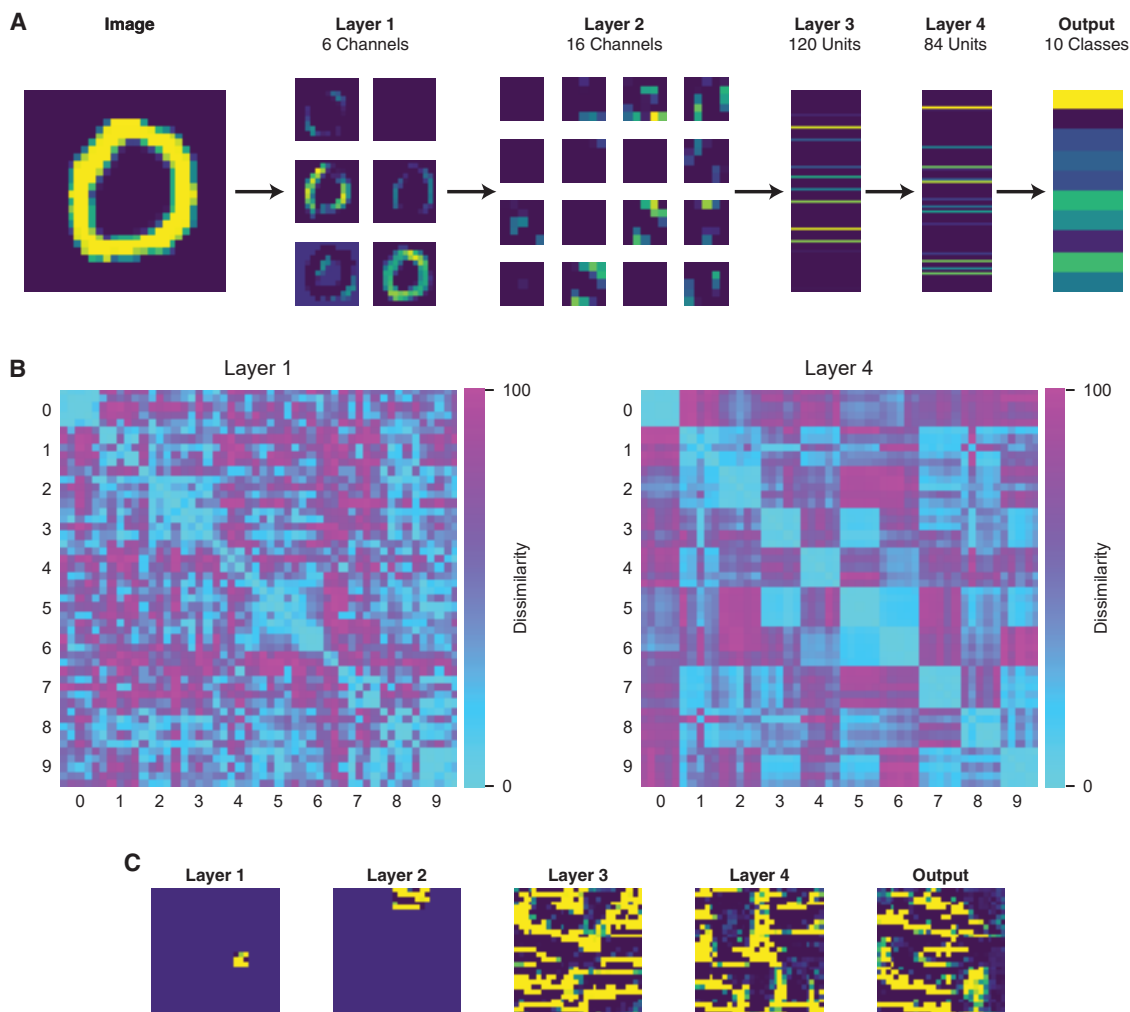 A
Image
Layer 1
6 Channels
Layer 2
16 Channels
Layer 3
120 Units
Layer 4
84 Units
Output
10 Classes
B
Layer 1
0
1
2
3
4
5
6
7
8
9
0 1 2 3 4 5 6 7 8 9
100
Dissimilarity
0
Layer 4
0
1
2
3
4
5
6
7
8
9
0 1 2 3 4 5 6 7 8 9
100
Dissimilarity
0
C
Layer 1
Layer 2
Layer 3
Layer 4
Output